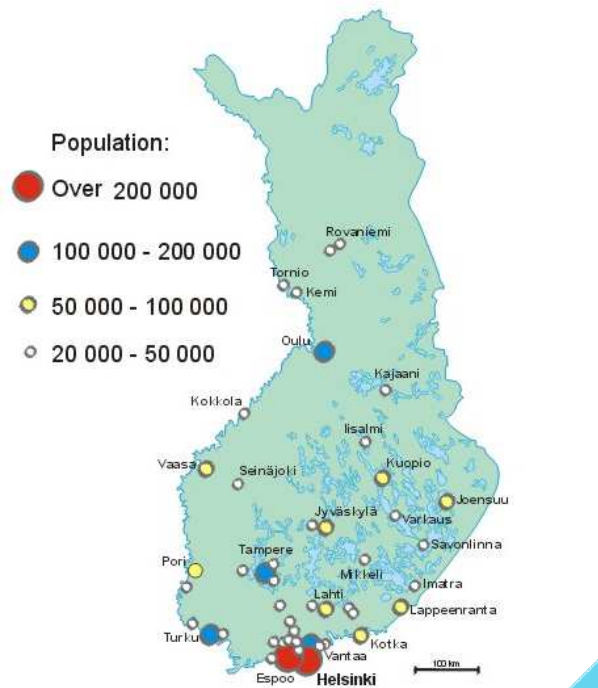 Population:
Over 200 000
100 000 - 200 000
50 000 - 100 000
20 000 - 50 000
Rovaniemi
Tornio
Kemi
Oulu
Kajaani
Kokkola
Iisalmi
Vaasa
Seinäjoki
Kuopio
Joensuu
Jyväskylä
Varkaus
Savonlinna
Tampere
Pori
Mikkeli
Imatra
Lahti
Lappeenranta
Turku
Kotka
Vantaa
Espoo
Helsinki
100 km